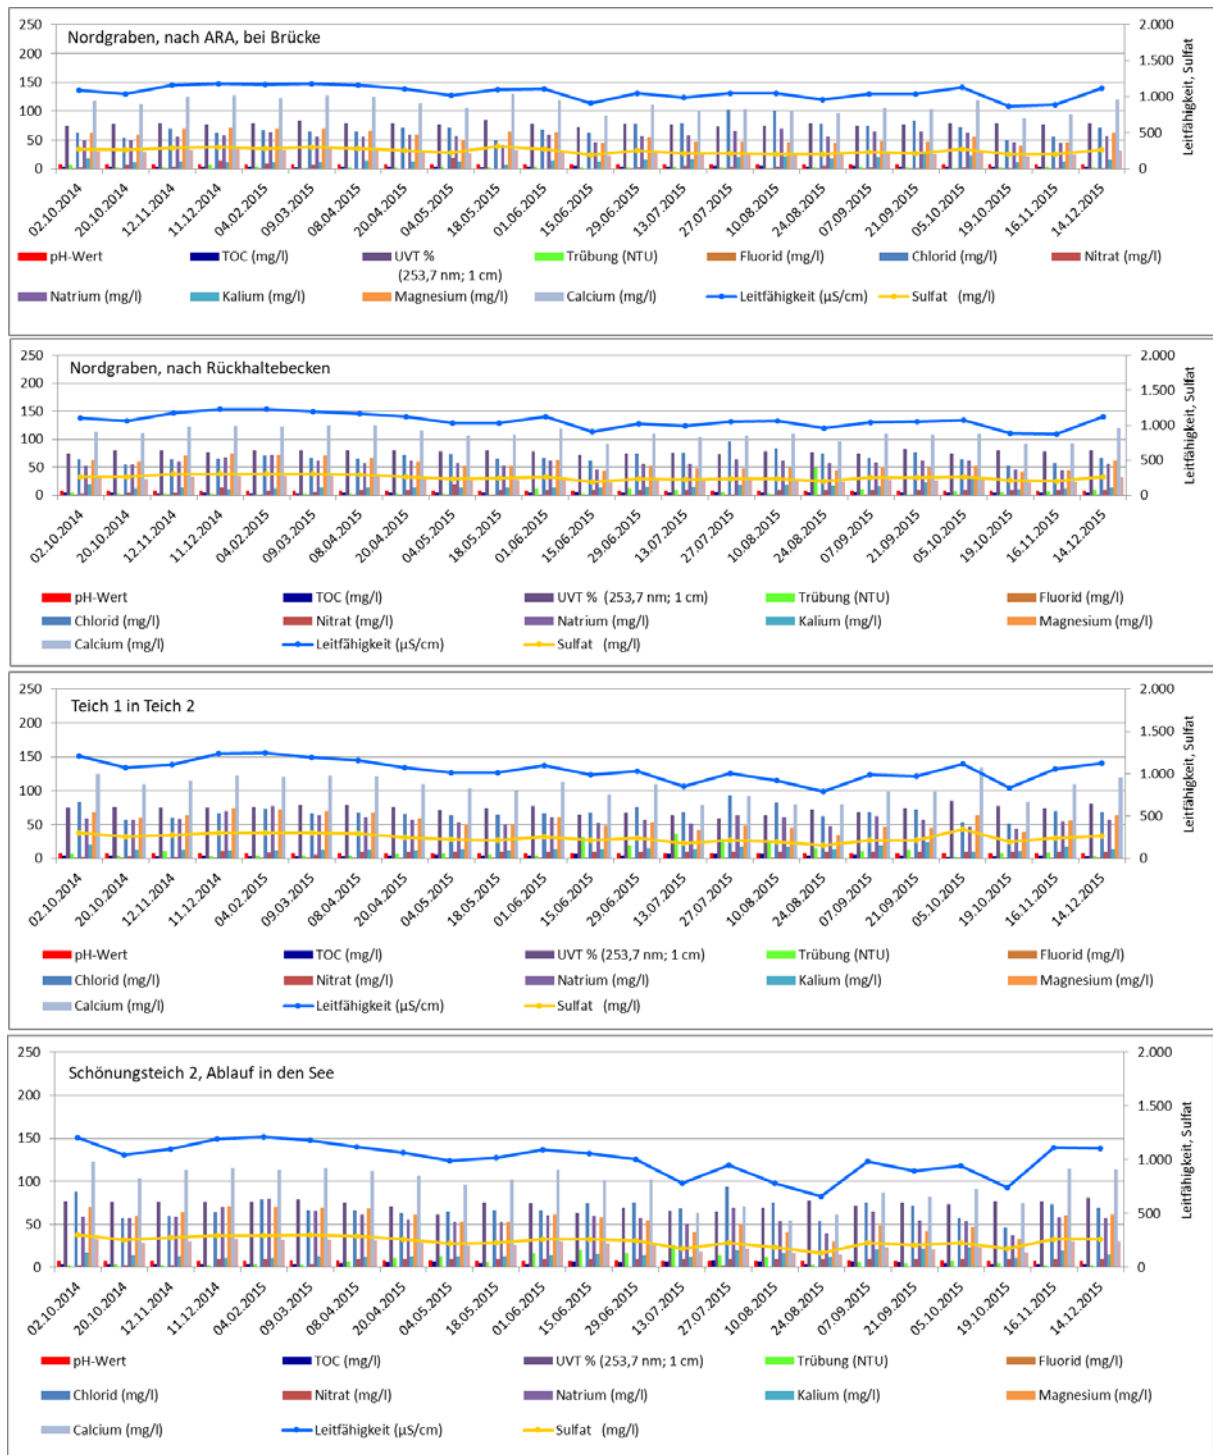 Nordgraben, nach ARA, bei Brücke
250
200
150
100
50
0
2.000
1.500
1.000
500
0
Leitfähigkeit, Sulfat
02.10.2014
20.10.2014
12.11.2014
11.12.2014
04.02.2015
09.03.2015
08.04.2015
20.04.2015
04.05.2015
18.05.2015
01.06.2015
15.06.2015
29.06.2015
13.07.2015
27.07.2015
10.08.2015
24.08.2015
07.09.2015
21.09.2015
05.10.2015
19.10.2015
16.11.2015
14.12.2015
pH-Wert
TOC (mg/l)
UVT %
(253,7 nm; 1 cm)
Trübung (NTU)
Fluorid (mg/l)
Chlorid (mg/l)
Nitrat (mg/l)
Natrium (mg/l)
Kalium (mg/l)
Magnesium (mg/l)
Calcium (mg/l)
Leitfähigkeit (µS/cm)
Sulfat (mg/l)
Nordgraben, nach Rückhaltebecken
250
200
150
100
50
0
2.000
1.500
1.000
500
0
Leitfähigkeit, Sulfat
02.10.2014
20.10.2014
12.11.2014
11.12.2014
04.02.2015
09.03.2015
08.04.2015
20.04.2015
04.05.2015
18.05.2015
01.06.2015
15.06.2015
29.06.2015
13.07.2015
27.07.2015
10.08.2015
24.08.2015
07.09.2015
21.09.2015
05.10.2015
19.10.2015
16.11.2015
14.12.2015
pH-Wert
TOC (mg/l)
UVT % (253,7 nm; 1 cm)
Trübung (NTU)
Fluorid (mg/l)
Chlorid (mg/l)
Nitrat (mg/l)
Natrium (mg/l)
Kalium (mg/l)
Magnesium (mg/l)
Calcium (mg/l)
Leitfähigkeit (µS/cm)
Sulfat (mg/l)
Teich 1 in Teich 2
250
200
150
100
50
0
2.000
1.500
1.000
500
0
Leitfähigkeit, Sulfat
02.10.2014
20.10.2014
12.11.2014
11.12.2014
04.02.2015
09.03.2015
08.04.2015
20.04.2015
04.05.2015
18.05.2015
01.06.2015
15.06.2015
29.06.2015
13.07.2015
27.07.2015
10.08.2015
24.08.2015
07.09.2015
21.09.2015
05.10.2015
19.10.2015
16.11.2015
14.12.2015
pH-Wert
TOC (mg/l)
UVT % (253,7 nm; 1 cm)
Trübung (NTU)
Fluorid (mg/l)
Chlorid (mg/l)
Nitrat (mg/l)
Natrium (mg/l)
Kalium (mg/l)
Magnesium (mg/l)
Calcium (mg/l)
Leitfähigkeit (µS/cm)
Sulfat (mg/l)
Schönungsteich 2, Ablauf in den See
250
200
150
100
50
0
2.000
1.500
1.000
500
0
Leitfähigkeit, Sulfat
02.10.2014
20.10.2014
12.11.2014
11.12.2014
04.02.2015
09.03.2015
08.04.2015
20.04.2015
04.05.2015
18.05.2015
01.06.2015
15.06.2015
29.06.2015
13.07.2015
27.07.2015
10.08.2015
24.08.2015
07.09.2015
21.09.2015
05.10.2015
19.10.2015
16.11.2015
14.12.2015
pH-Wert
TOC (mg/l)
UVT % (253,7 nm; 1 cm)
Trübung (NTU)
Fluorid (mg/l)
Chlorid (mg/l)
Nitrat (mg/l)
Natrium (mg/l)
Kalium (mg/l)
Magnesium (mg/l)
Calcium (mg/l)
Leitfähigkeit (µS/cm)
Sulfat (mg/l)